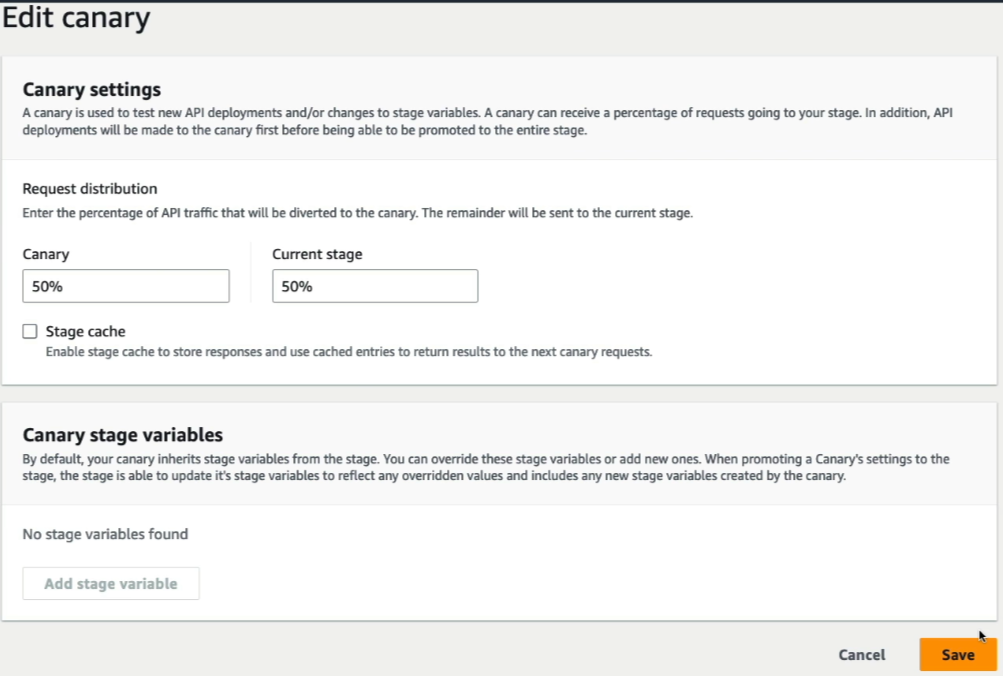 Edit canary
Canary settings
A canary is used to test new API deployments and/or changes to stage variables. A canary can receive a percentage of requests going to your stage. In addition, API
deployments will be made to the canary first before being able to be promoted to the entire stage.
Request distribution
Enter the percentage of API traffic that will be diverted to the canary. The remainder will be sent to the current stage.
Canary
Current stage
50%
50%
Stage cache
Enable stage cache to store responses and use cached entries to return results to the next canary requests.
Canary stage variables
By default, your canary inherits stage variables from the stage. You can override these stage variables or add new ones. When promoting a Canary's settings to the
stage, the stage is able to update it's stage variables to reflect any overridden values and includes any new stage variables created by the canary.
No stage variables found
Add stage variable
Cancel
Save